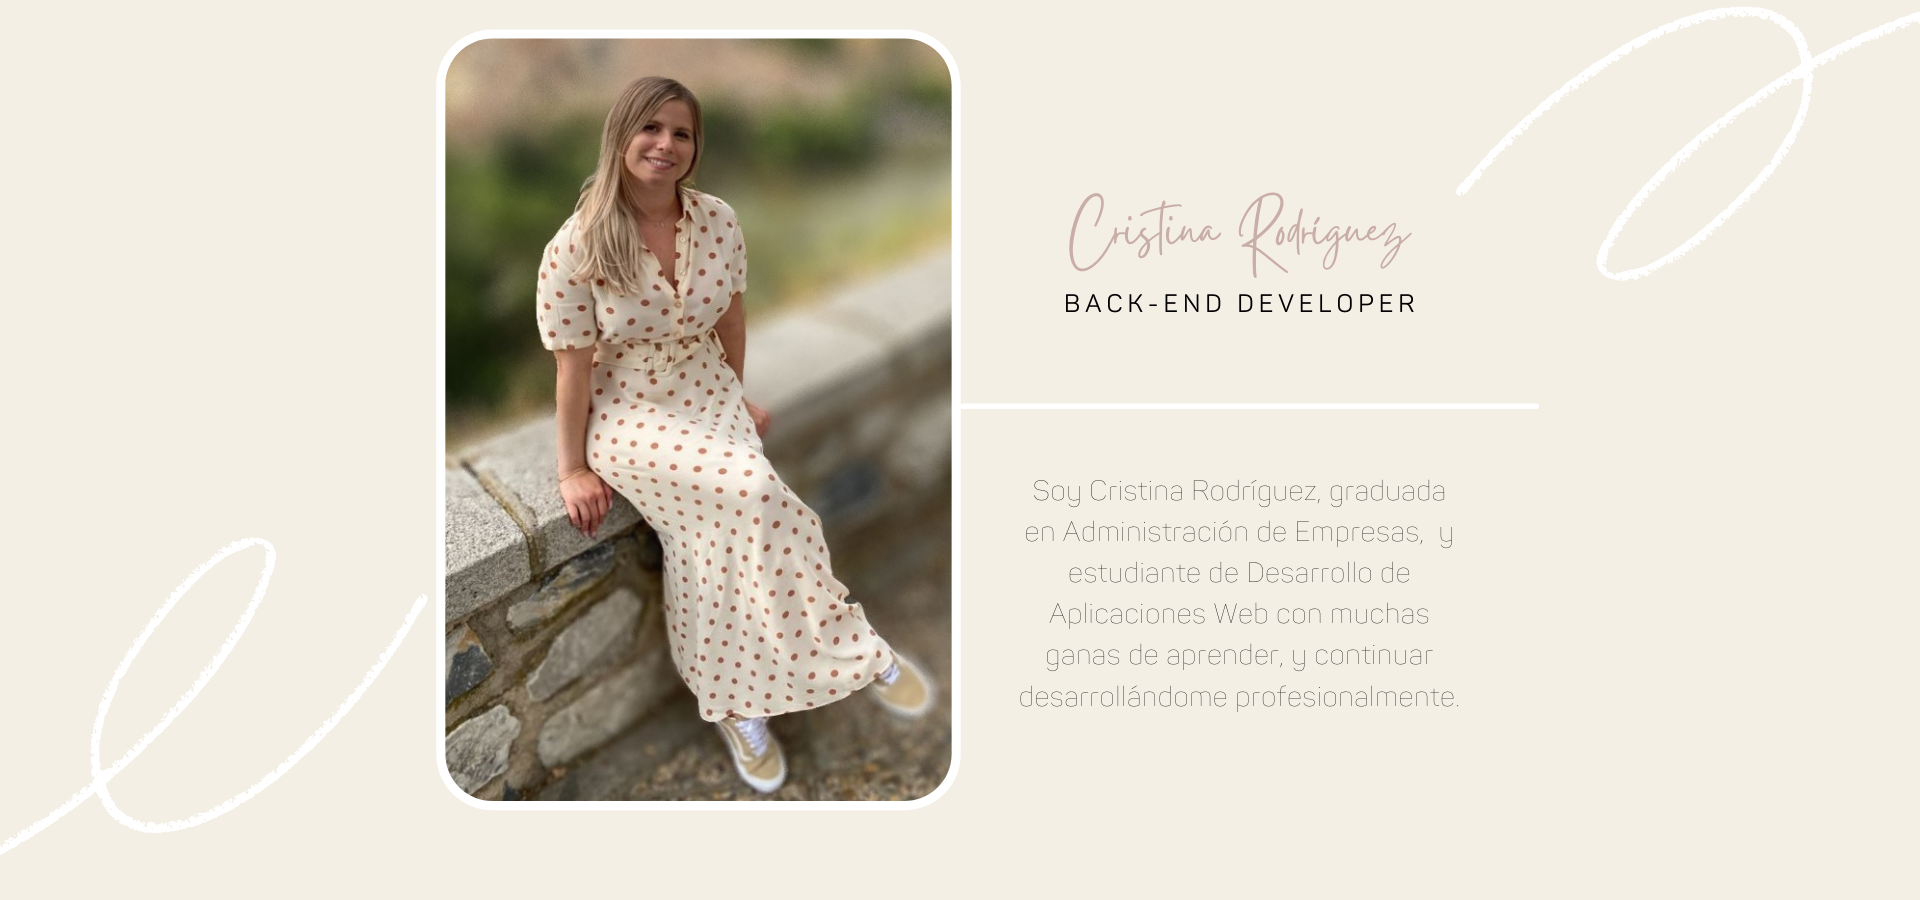 Cristina Rodríguez
BACK-END DEVELOPER
Soy Cristina Rodríguez, graduada
en Administración de Empresas,  y
estudiante de Desarrollo de
Aplicaciones Web con muchas
ganas de aprender, y continuar
desarrollándome profesionalmente.